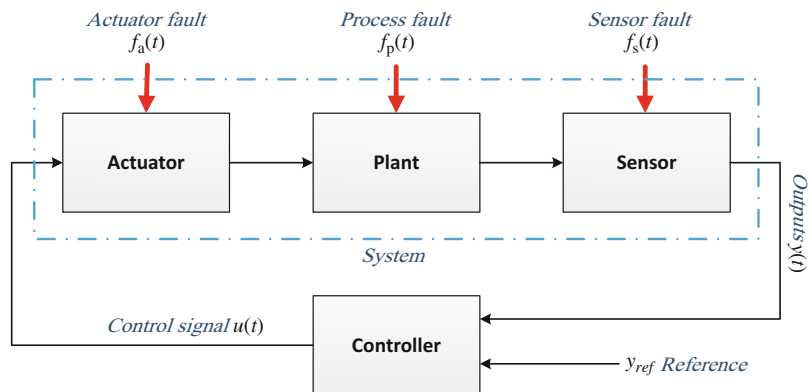 Actuator fault
Process fault
Sensor fault
fa(t)
fp(t)
fs(t)
Actuator
Plant
Sensor
Outputs y(t)
System
Control signal u(t)
Controller
yref Reference